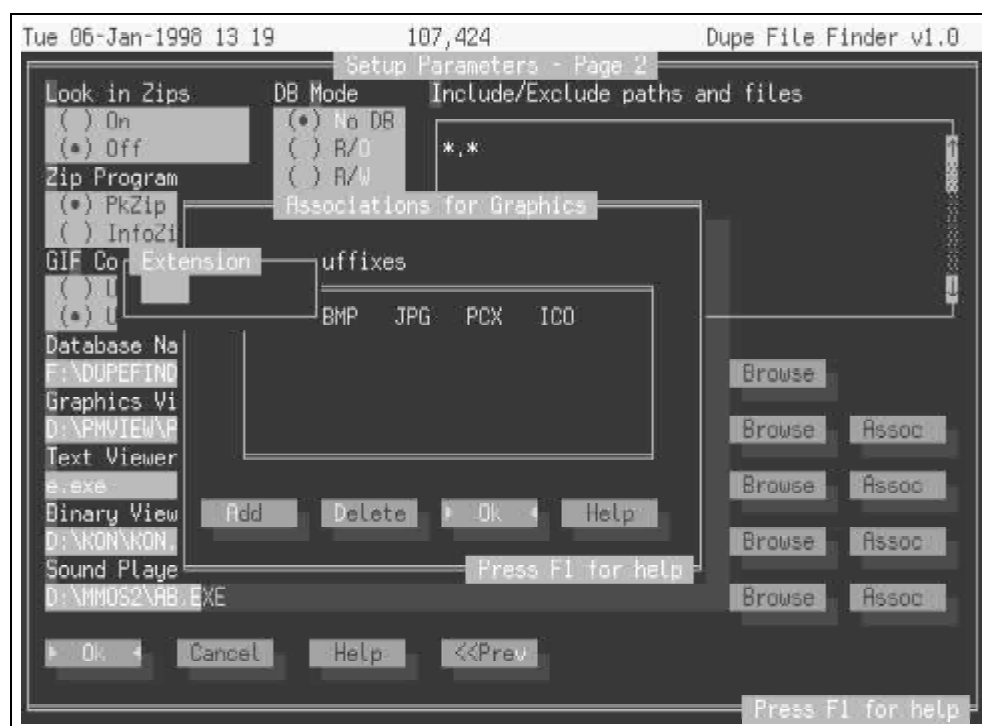 Tue 06-Jan-1998 13 19 107,424 Dupe File Finder v1.0
Setup Parameters - Page 2
Look in Zips DB Mode Include/Exclude paths and files
( ) On (•) No DB
(•) Off ( ) R/O *.*
Zip Program ( ) R/W
(•) PkZip Associations for Graphics
( ) InfoZi
GIF Co Extension uffixes
( )
(•) BMP JPG PCX ICO
Database Na
F:\DUPEFIND Browse
Graphics Vi
D:\PMVIEW\P Browse Assoc
Text Viewer
e.exe Browse Assoc
Binary View Add Delete Ok Help
D:\KON\KON. Browse Assoc
Sound Playe Press F1 for help
D:\MMOS2\AB.EXE Browse Assoc
Ok Cancel Help <<Prev
Press F1 for help